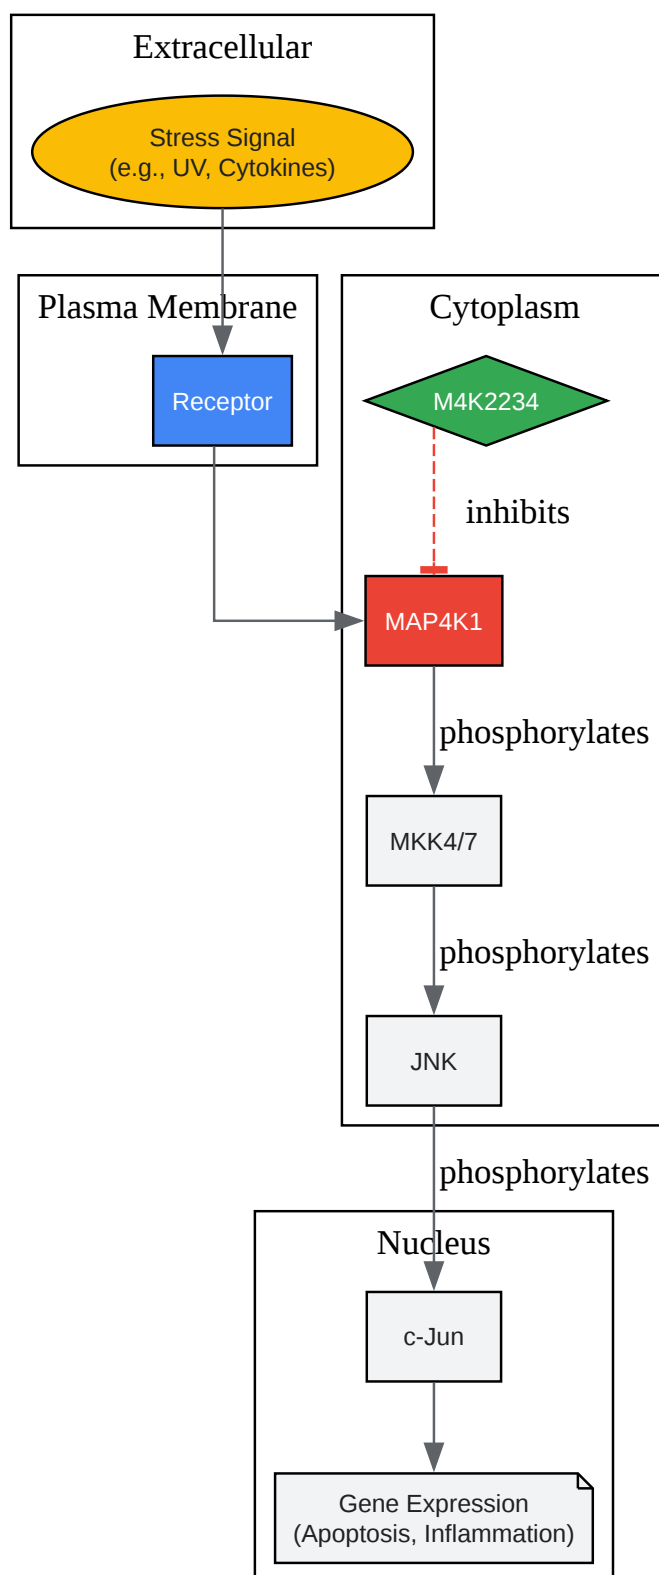 Extracellular
Stress Signal
(e.g., UV, Cytokines)
Plasma Membrane
Receptor
Cytoplasm
M4K2234
inhibits
MAP4K1
phosphorylates
MKK4/7
phosphorylates
JNK
phosphorylates
Nucleus
c-Jun
Gene Expression
(Apoptosis, Inflammation)